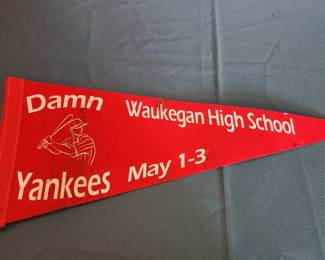 Damn
Yankees
Waukegan High School
May 1-3